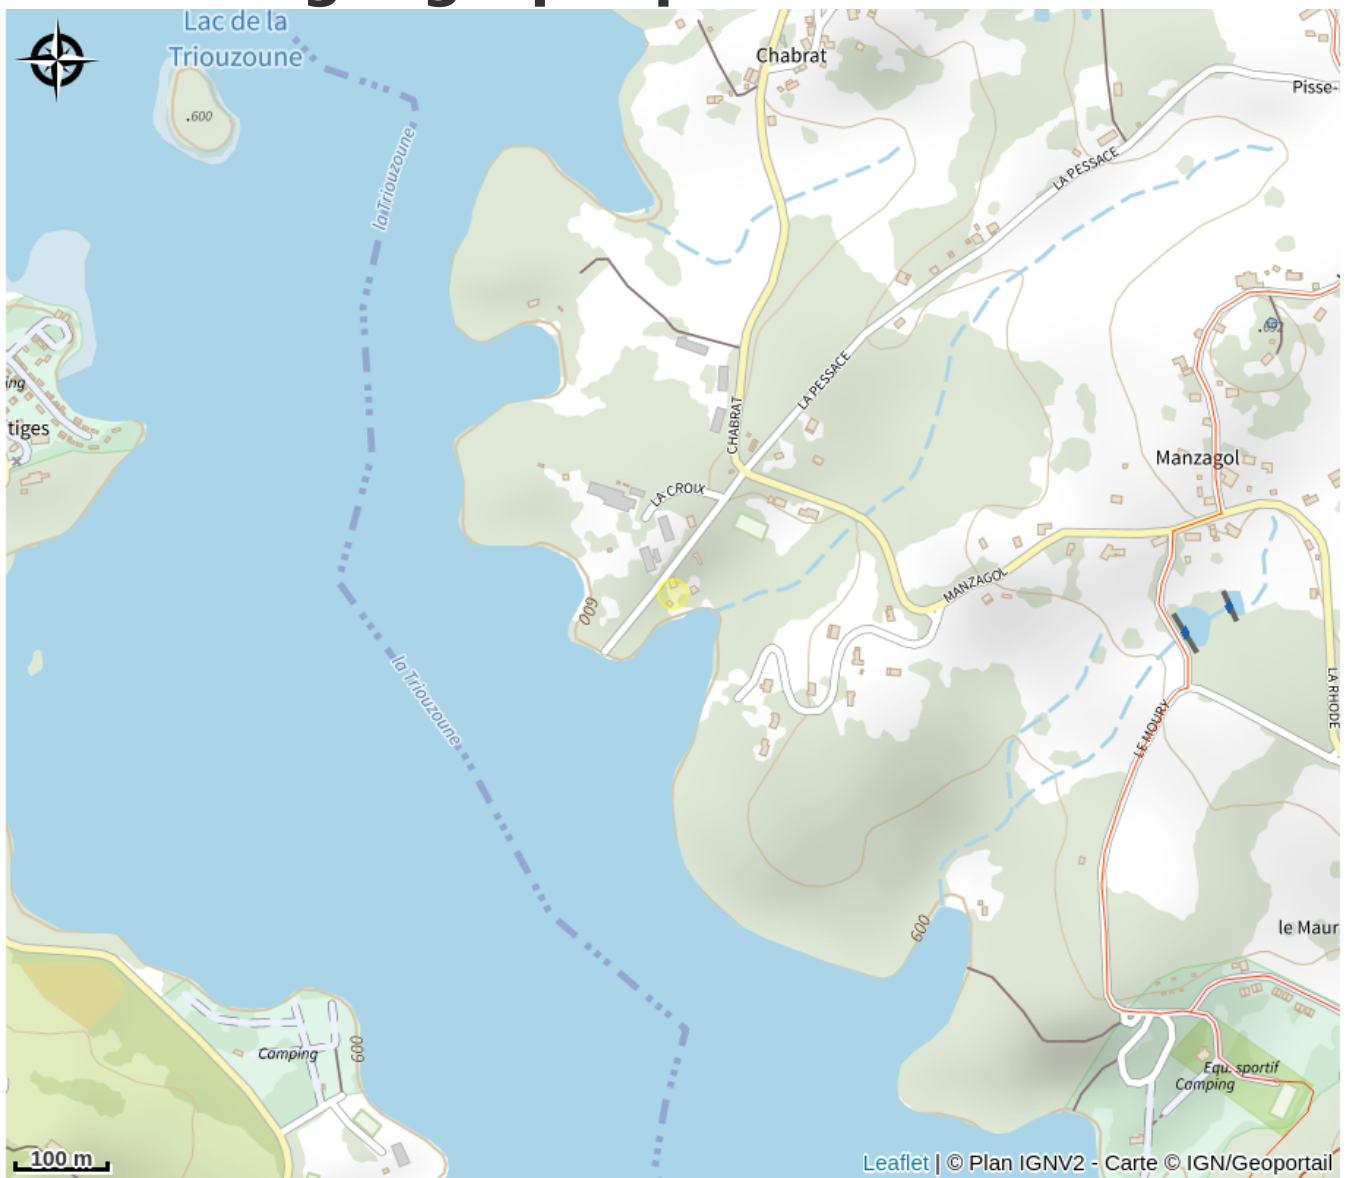 Lac de la
Triouzoune
Chabrat
.600
Pisse-
la Triouzoune
LA PESSACE
ing
LA PESSACE
tiges
CHABRAT
Manzagol
LA CROIX
MANZAGOL
600
la Triouzoune
LA RHODE
LE MOURY
600
le Maur
Camping
600
Equ. sportif
Camping
100 m
Leaflet | © Plan IGNV2 - Carte © IGN/Geoportail